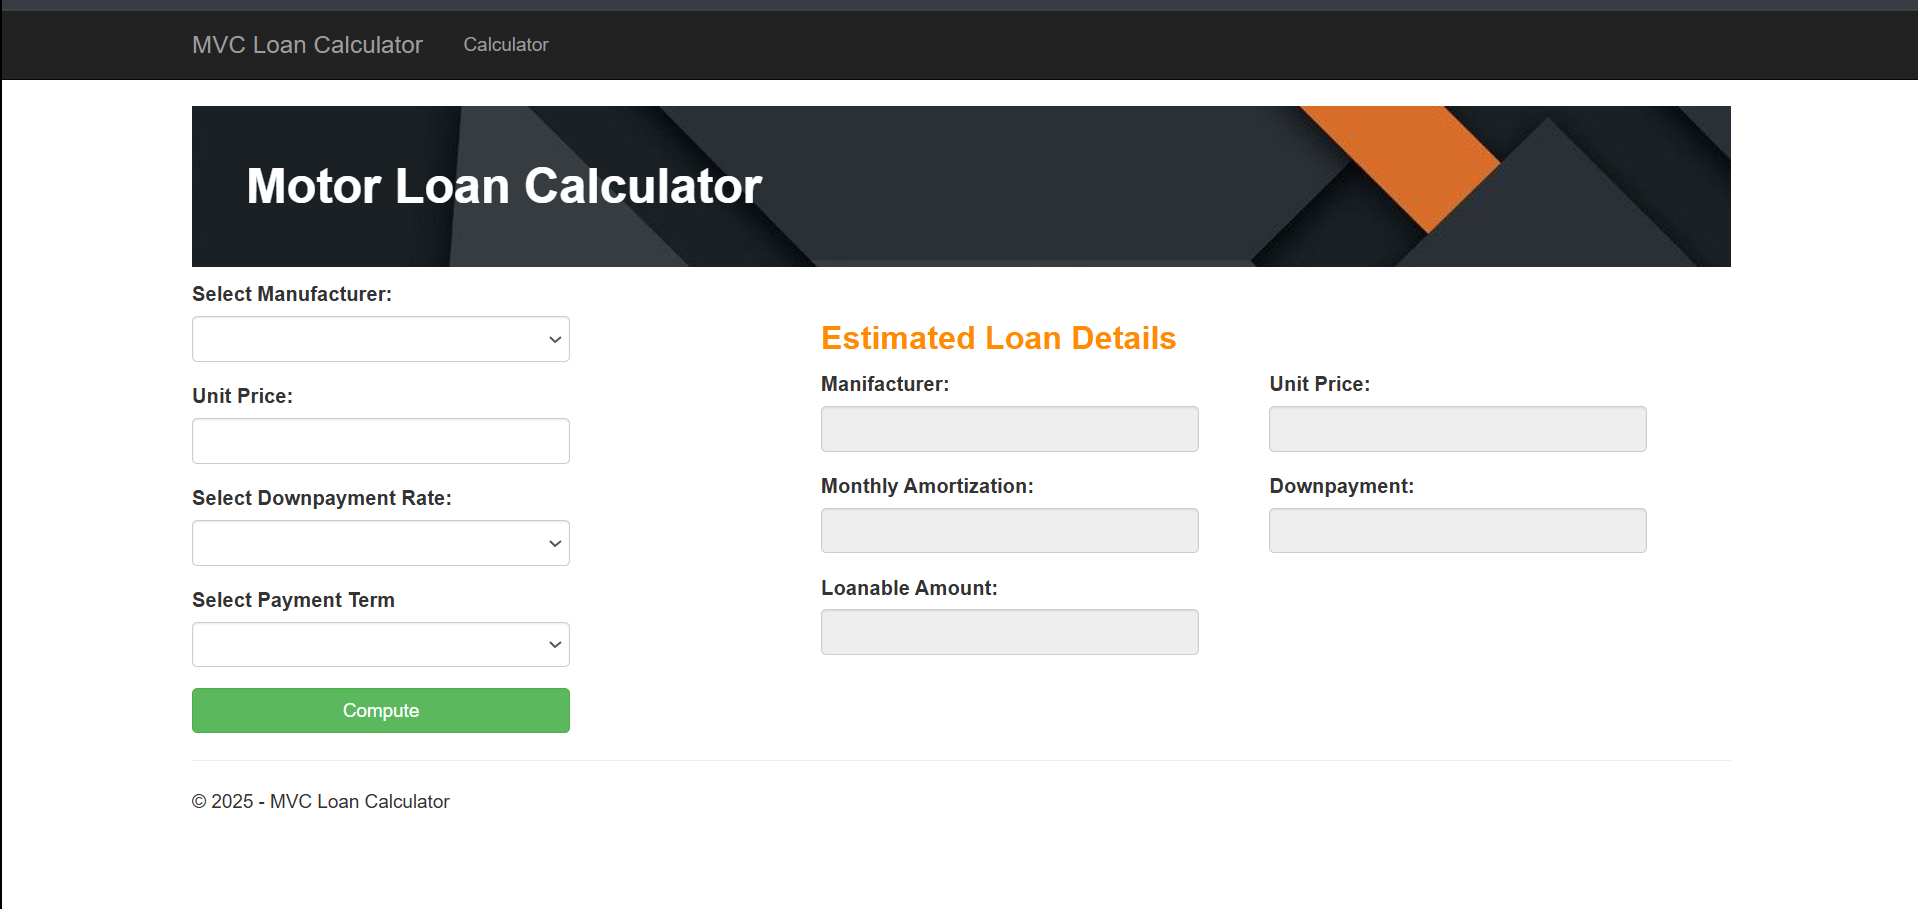 MVC Loan Calculator Calculator
Motor Loan Calculator
Select Manufacturer:
Unit Price:
Select Downpayment Rate:
Select Payment Term
Compute
Estimated Loan Details
Manifacturer: Unit Price:
Monthly Amortization: Downpayment:
Loanable Amount:
© 2025 - MVC Loan Calculator